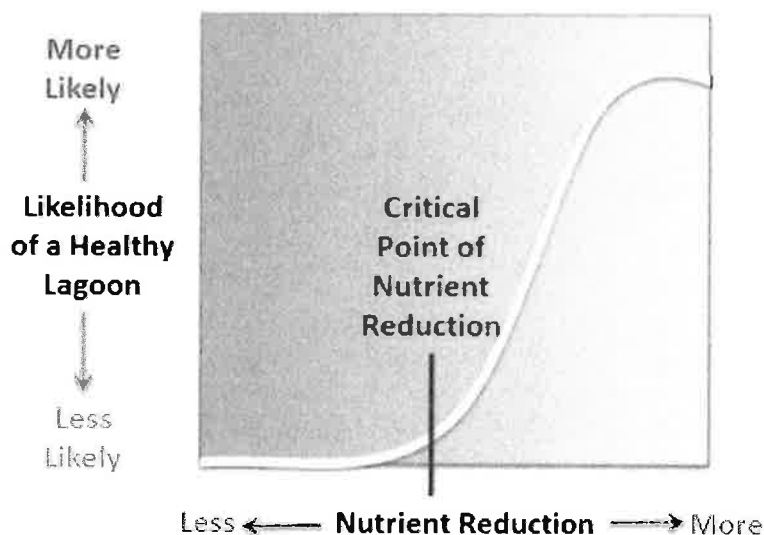 More
Likely
Likelihood
of a Healthy
Lagoon
Less
Likely
Critical
Point of
Nutrient
Reduction
Less Nutrient Reduction More